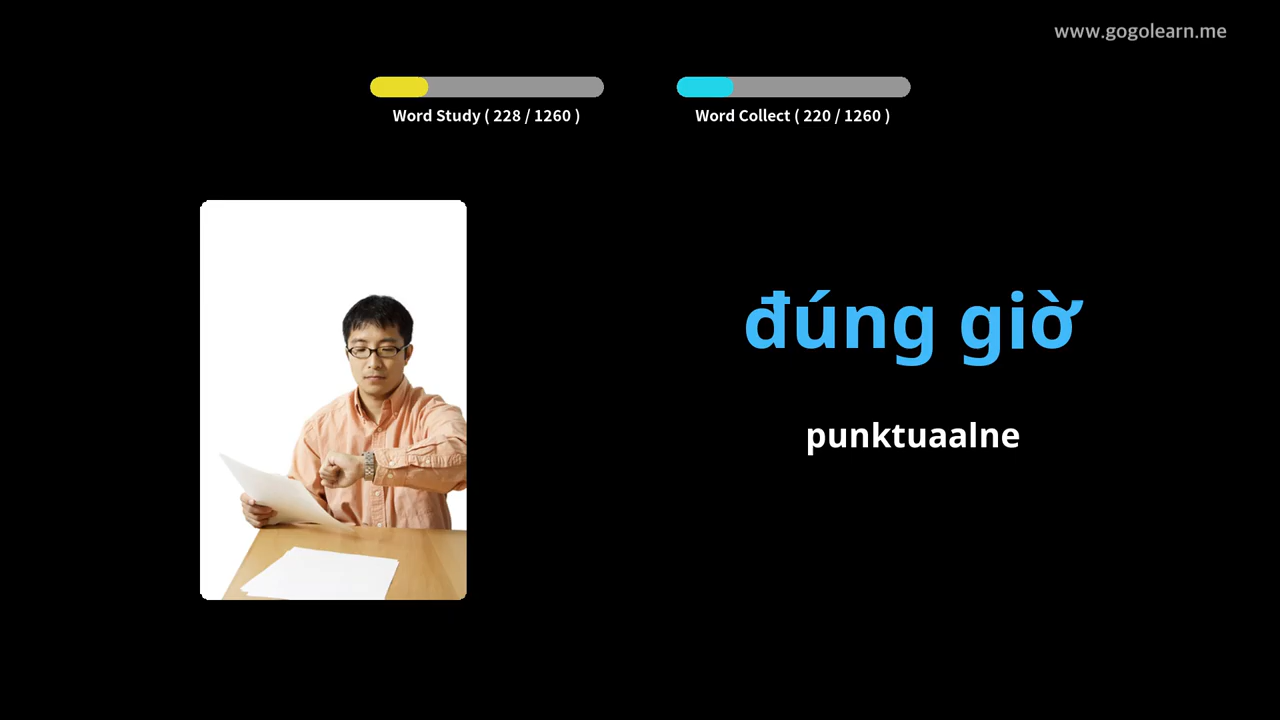 www.gogolearn.me
Word Study ( 228 / 1260 )
Word Collect ( 220 / 1260 )
đúng giờ
punktuaalne